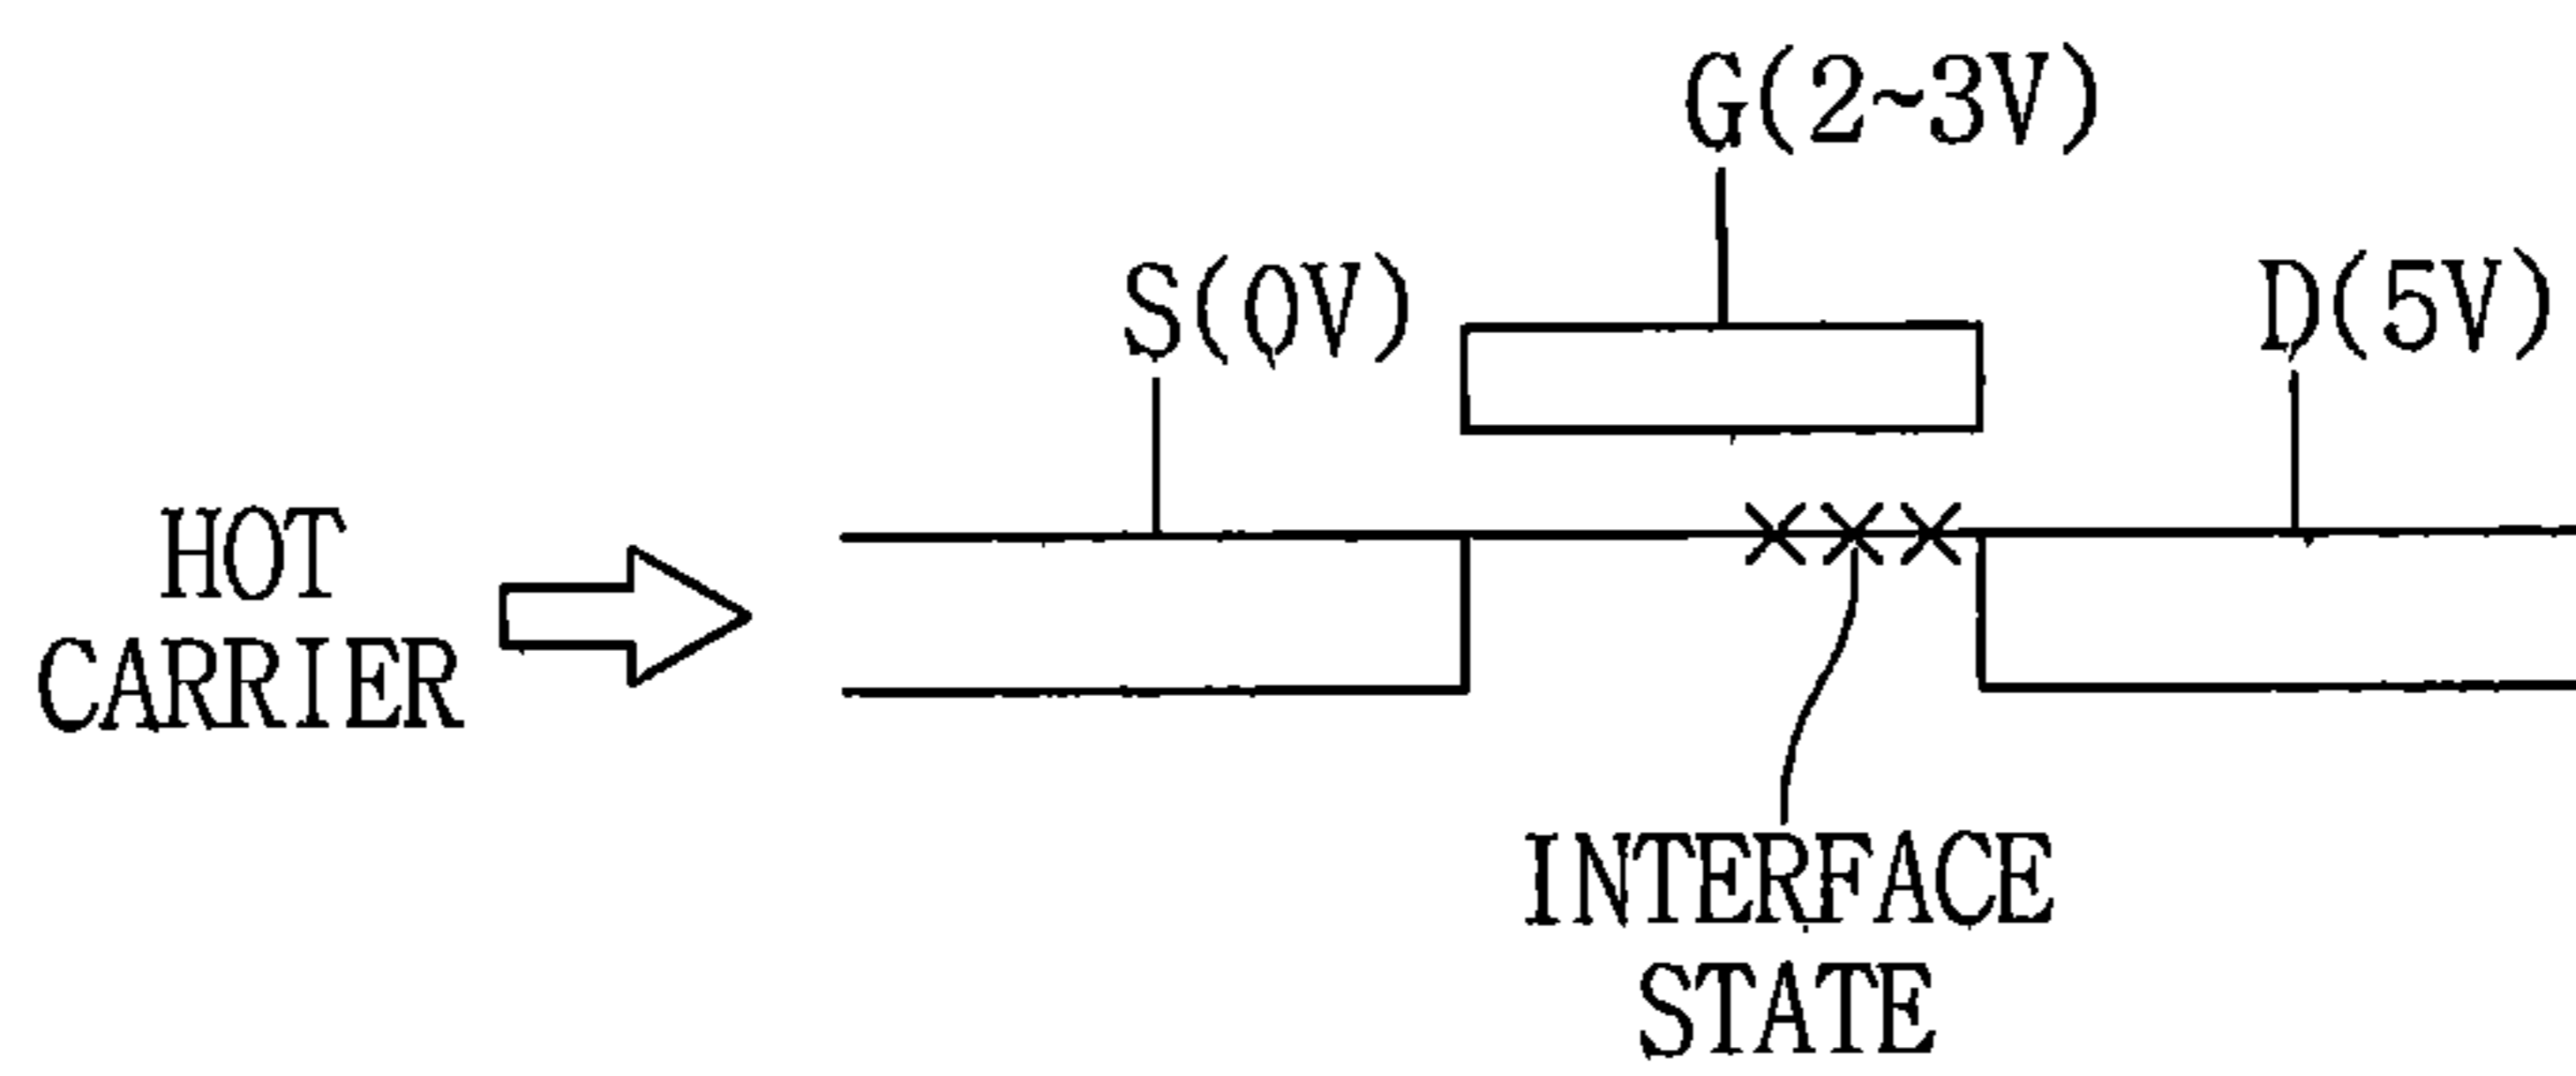 G(2~3V)
S(0V)
D(5V)
HOT
CARRIER
INTERFACE
STATE